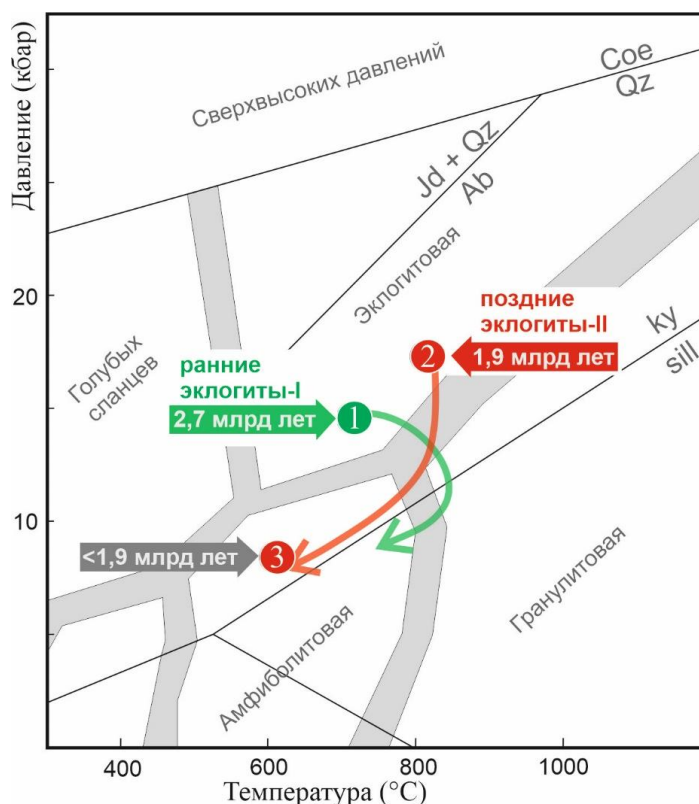 Давление (кбар)
Сверхвысоких давлений
Coe
Qz
Jd + Qz
Ab
Эклогитовая
20
Голубых
сланцев
поздние
эклогиты-II
2
1,9 млрд лет
ky
sill
ранние
эклогиты-I
2,7 млрд лет
1
10
<1,9 млрд лет
3
Амфиболитовая
Гранулитовая
400
600
800
1000
Температура (°C)